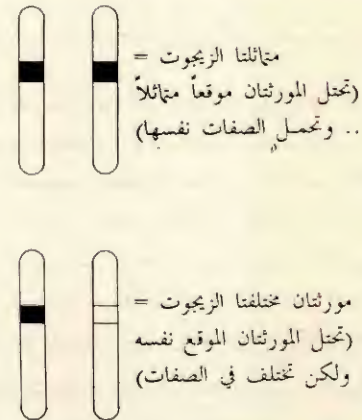 متماثلتا الزيجوت =
(تحتل المورثتان موقعاً متماثلاً
.. وتحمل الصفات نفسها)
مورثتان مختلفتا الزيجوت =
(تحتل المورثتان الموقع نفسه
ولكن تختلف في الصفات)